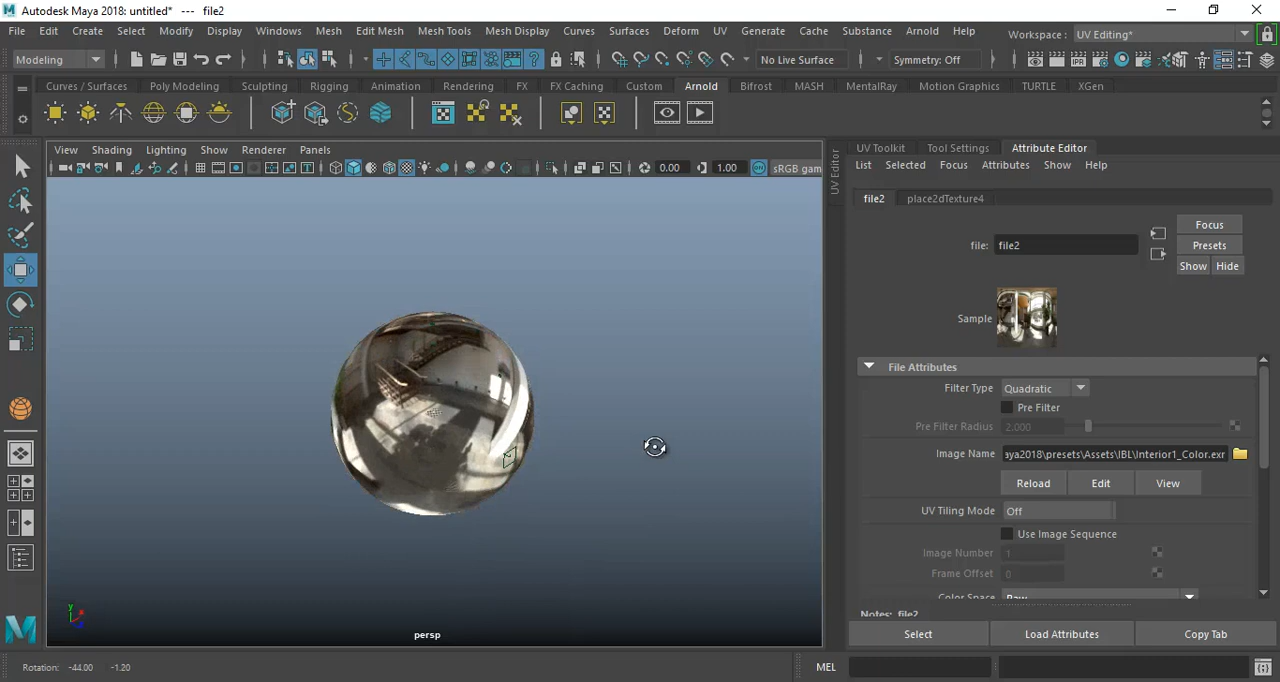 Autodesk Maya 2018: untitled* --- file2
File Edit Create Select Modify Display Windows Mesh Edit Mesh Mesh Tools Mesh Display Curves Surfaces Deform UV Generate Cache Substance Arnold Help Workspace: UV Editing*
Modeling No Live Surface Symmetry: Off
Curves / Surfaces Poly Modeling Sculpting Rigging Animation Rendering FX FX Caching Custom Arnold Bifrost MASH MentalRay Motion Graphics TURTLE XGen
View Shading Lighting Show Renderer Panels
0.00 1.00 sRGB gam
UV Editor
UV Toolkit Tool Settings Attribute Editor
List Selected Focus Attributes Show Help
file2 place2dTexture4
file: file2
Focus
Presets
Show Hide
Sample
File Attributes
Filter Type Quadratic
Pre Filter
Pre Filter Radius 2.000
Image Name aya2018\presets\Assets\IBL\Interior1_Color.exr
Reload Edit View
UV Tiling Mode Off
Use Image Sequence
Image Number 1
Frame Offset 0
Color Space Raw
Notes: file2
Select Load Attributes Copy Tab
persp
Rotation: -44.00 -1.20
MEL